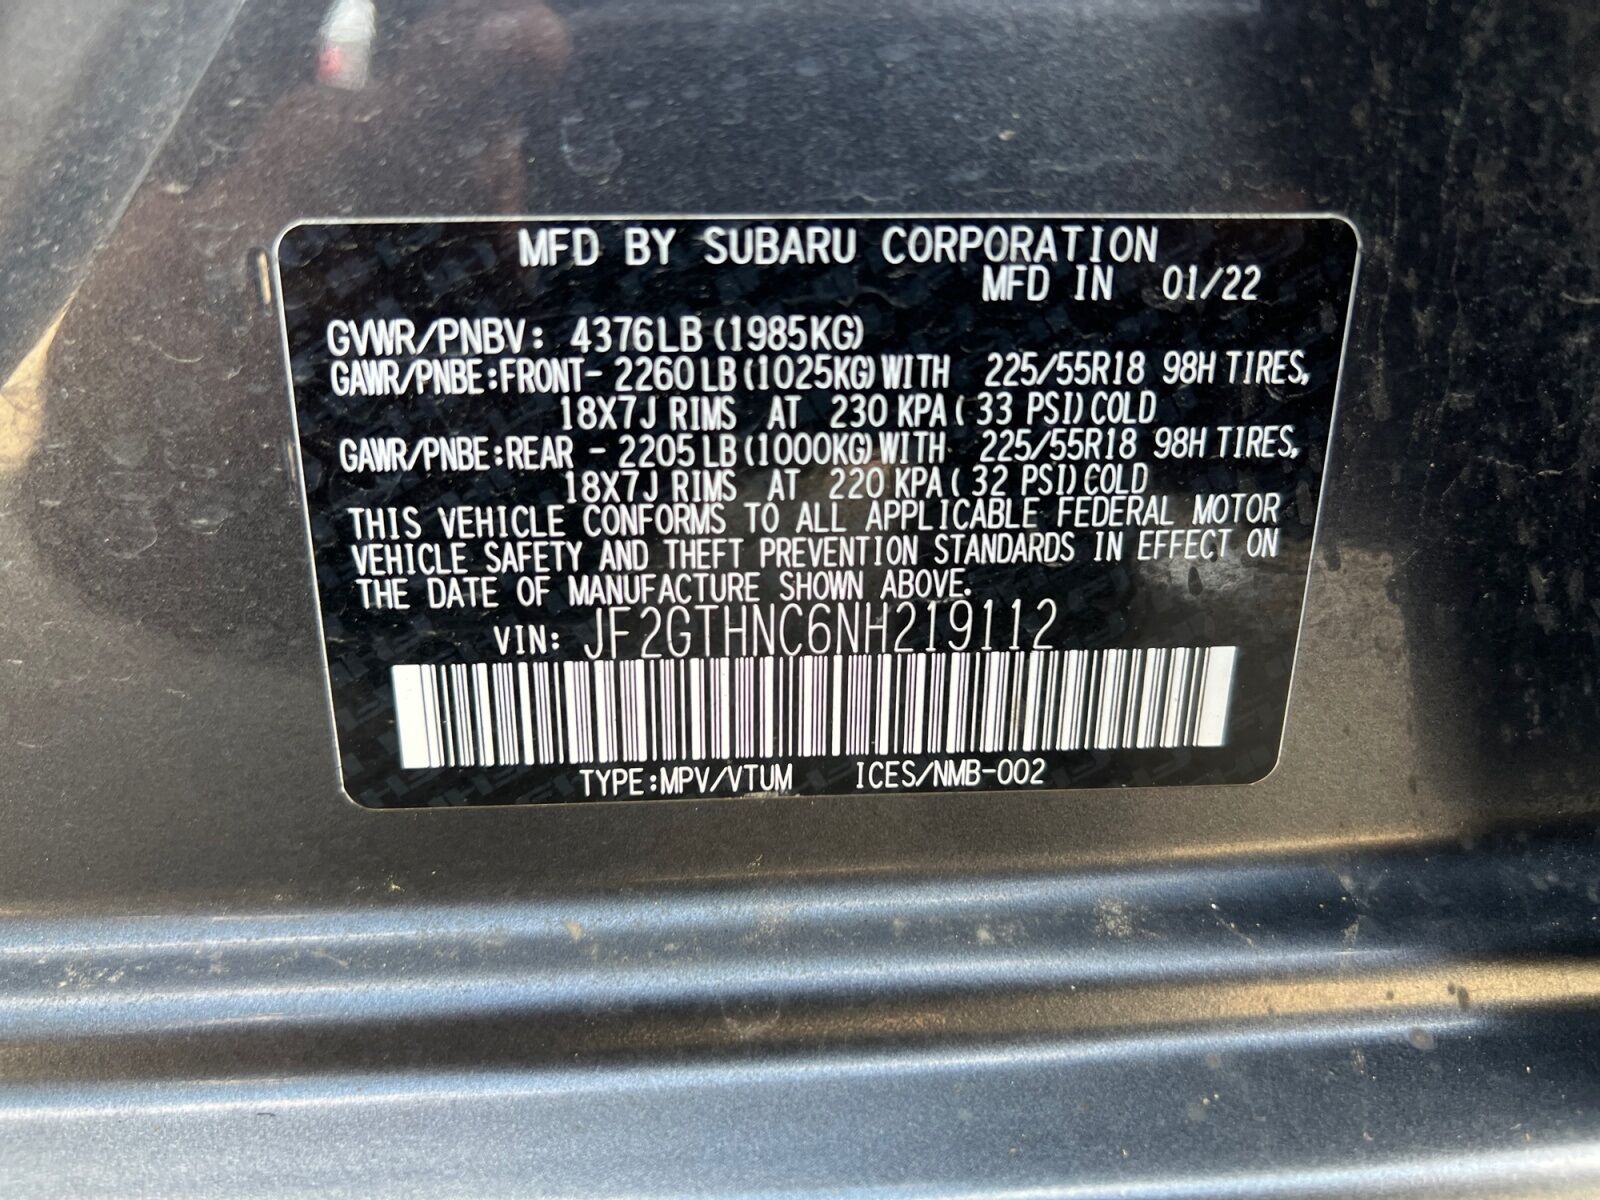 MFD BY SUBARU CORPORATION
MFD IN 01/22
GVWR/PNBV: 4376LB (1985KG)
GAWR/PNBE:FRONT- 2260 LB (1025KG) WITH 225/55R18 98H TIRES,
18X7J RIMS AT 230 KPA ( 33 PSI) COLD
GAWR/PNBE:REAR - 2205 LB (1000KG) WITH 225/55R18 98H TIRES,
18X7J RIMS AT 220 KPA ( 32 PSI) COLD
THIS VEHICLE CONFORMS TO ALL APPLICABLE FEDERAL MOTOR
VEHICLE SAFETY AND THEFT PREVENTION STANDARDS IN EFFECT ON
THE DATE OF MANUFACTURE SHOWN ABOVE.
VIN: JF2GTHNC6NH219112
TYPE:MPV/VTUM ICES/NMB-002